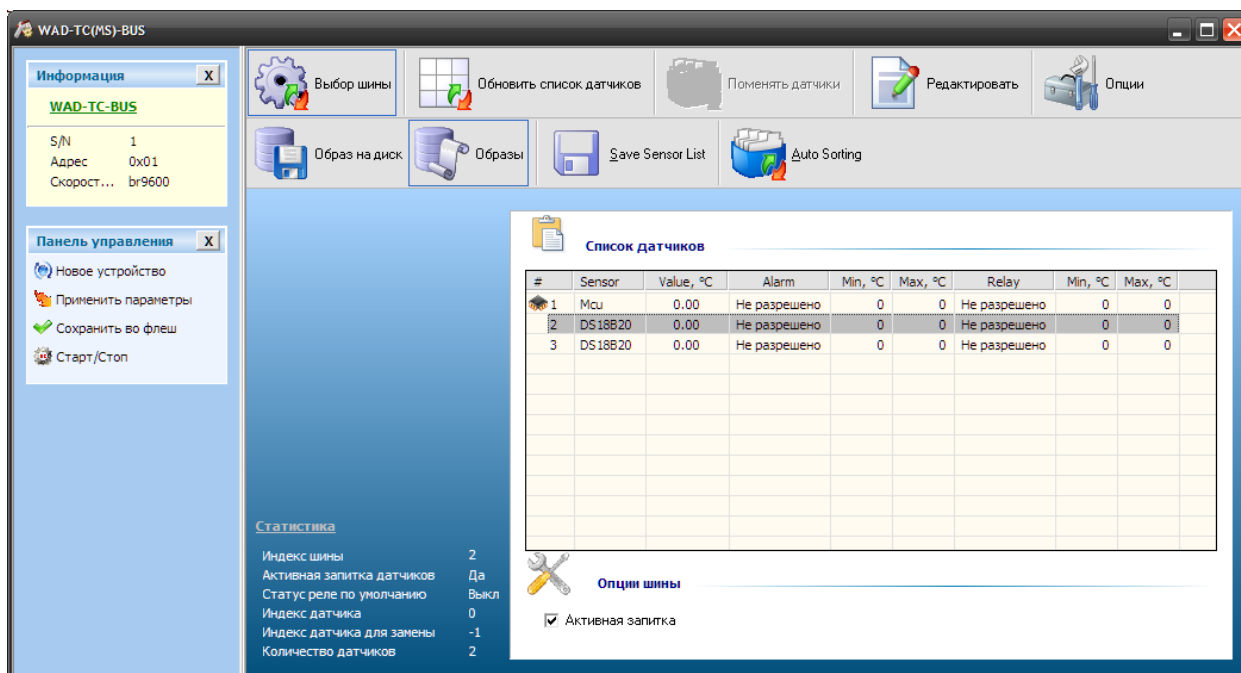 WAD-TC(MS)-BUS
Информация X
WAD-TC-BUS
S/N 1
Адрес 0x01
Скорост... br9600
Панель управления X
Новое устройство
Применить параметры
Сохранить во флеш
Старт/Стоп
Выбор шины Обновить список датчиков Поменять датчики Редактировать Опции
Образ на диск Образы Save Sensor List Auto Sorting
Список датчиков
# Sensor Value, °C Alarm Min, °C Max, °C Relay Min, °C Max, °C
1 Mcu 0.00 Не разрешено 0 0 Не разрешено 0 0
2 DS18B20 0.00 Не разрешено 0 0 Не разрешено 0 0
3 DS18B20 0.00 Не разрешено 0 0 Не разрешено 0 0
Статистика
Индекс шины 2
Активная запитка датчиков Да
Статус реле по умолчанию Выкл
Индекс датчика 0
Индекс датчика для замены -1
Количество датчиков 2
Опции шины
Активная запитка